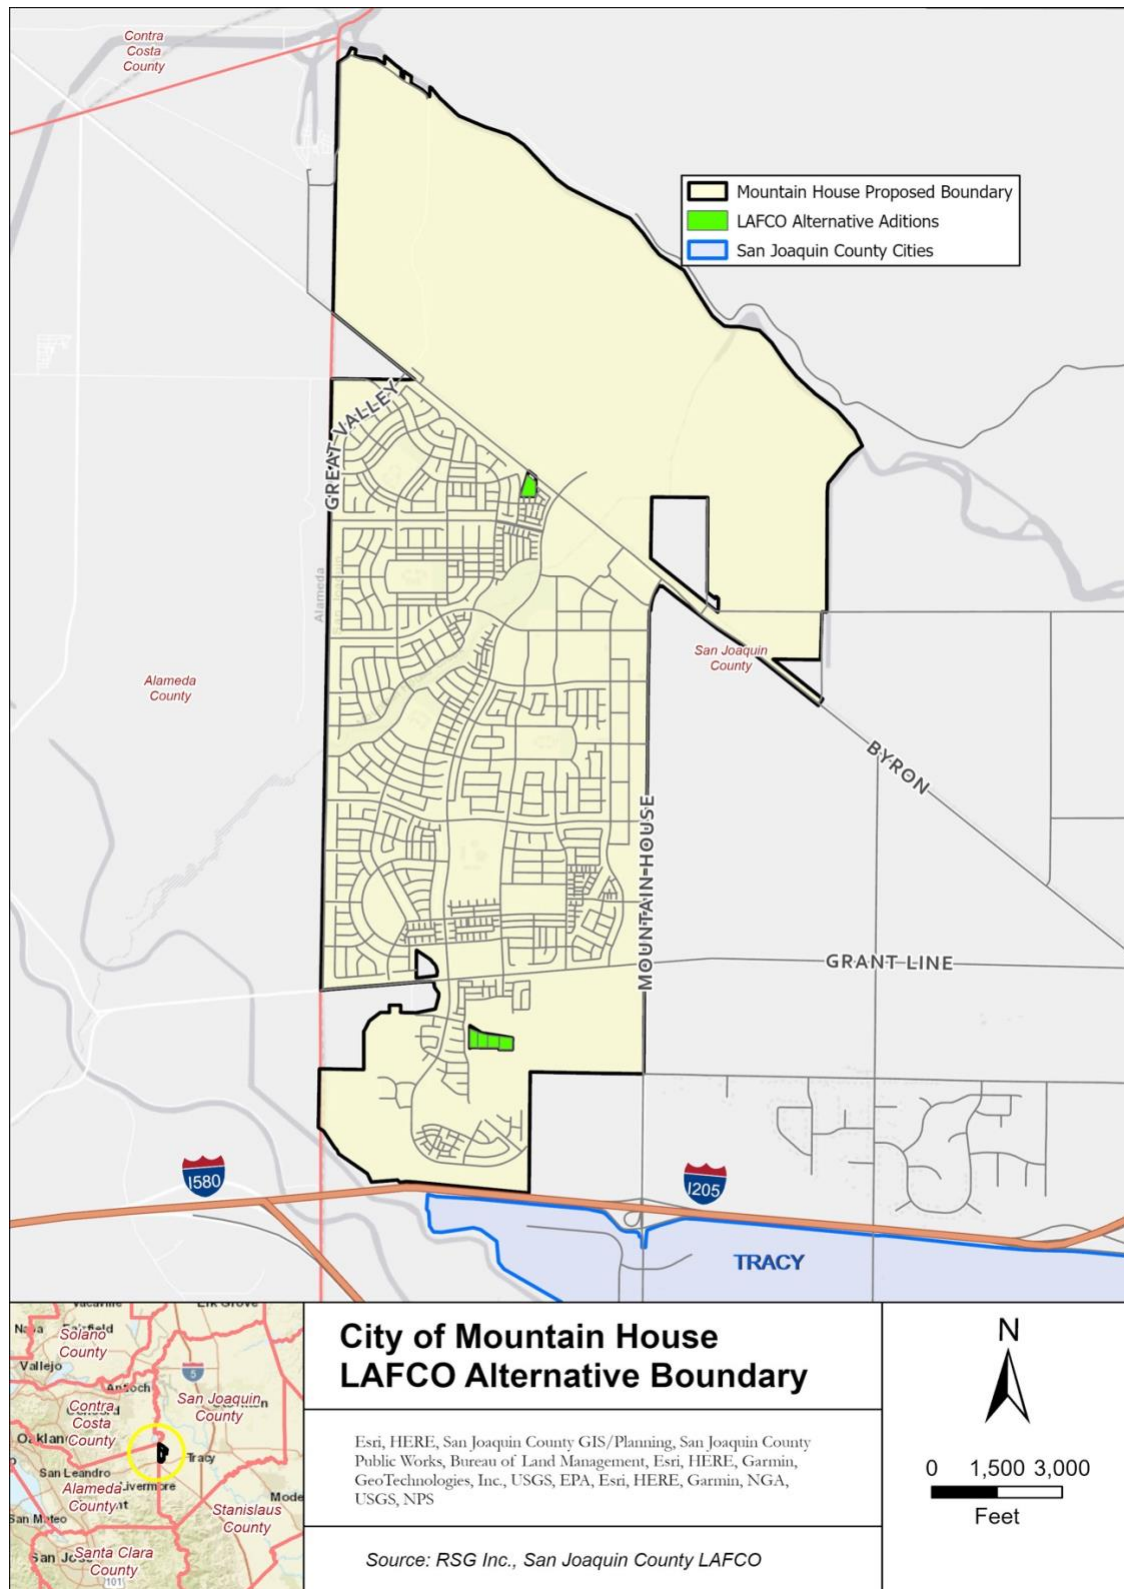 Contra
Costa
County
Mountain House Proposed Boundary
LAFCO Alternative Aditions
San Joaquin County Cities
GREAT VALLEY
Alameda
San Joaquin
San Joaquin
County
Alameda
County
BYRON
MOUNTAIN HOUSE
GRANT LINE
I580
I205
TRACY
Solano
County
Vallejo
Antioch
5
San Joaquin
County
Contra
Costa
County
Tracy
San Leandro
Alameda
County
Livermore
Stanislaus
County
San Mateo
Santa Clara
County
101
City of Mountain House
LAFCO Alternative Boundary
Esri, HERE, San Joaquin County GIS/Planning, San Joaquin County
Public Works, Bureau of Land Management, Esri, HERE, Garmin,
GeoTechnologies, Inc., USGS, EPA, Esri, HERE, Garmin, NGA,
USGS, NPS
Source: RSG Inc., San Joaquin County LAFCO
N
0 1,500 3,000
Feet